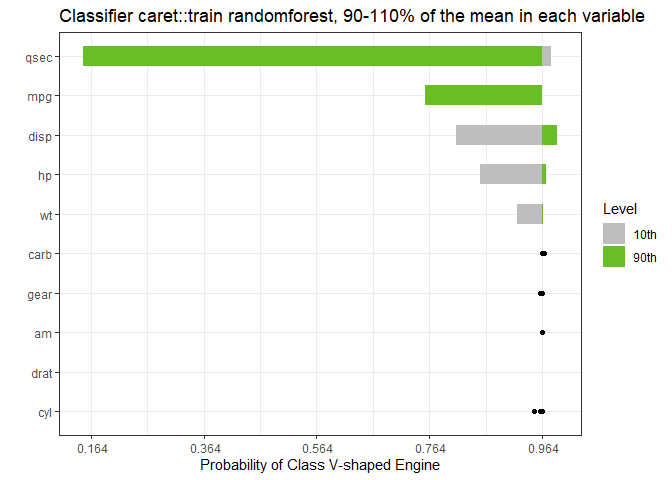 Classifier caret::train randomforest, 90-110% of the mean in each variable
qsec
mpg
disp
hp
wt
carb
gear
am
drat
cyl
0.164 0.364 0.564 0.764 0.964
Probability of Class V-shaped Engine
Level
10th
90th